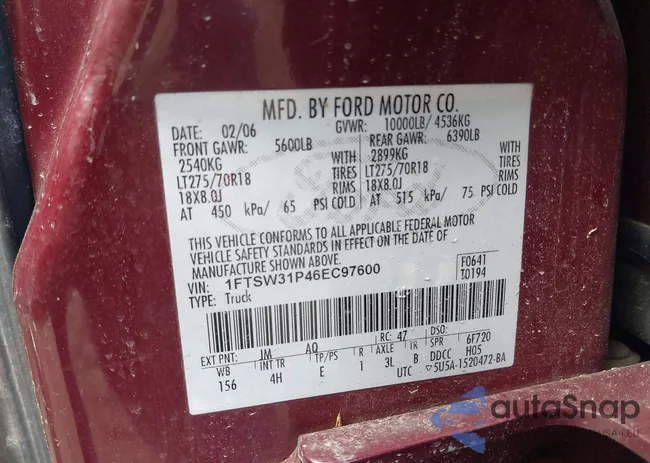 MFD. BY FORD MOTOR CO.
DATE: 02/06 GVWR: 10000LB/ 4536KG
FRONT GAWR: 5600LB REAR GAWR: 6390LB
2540KG WITH 2899KG WITH
LT275/70R18 TIRES LT275/70R18 TIRES
18X8.0J RIMS 18X8.0J RIMS
AT 450 kPa/ 65 PSI COLD AT 515 kPa/ 75 PSI COLD
THIS VEHICLE CONFORMS TO ALL APPLICABLE FEDERAL MOTOR
VEHICLE SAFETY STANDARDS IN EFFECT ON THE DATE OF
MANUFACTURE SHOWN ABOVE.
VIN: 1FTSW31P46EC97600 F0641
TYPE: Truck T0194
EXT PNT: JM AQ RC: 47 DSO:
WB INT TR TP/PS R AXLE TR SPR 6F720
156 4H E 1 3L B DDCC H05
UTC ▽5U5A-1520472-BA
autoSnap
USA | EU